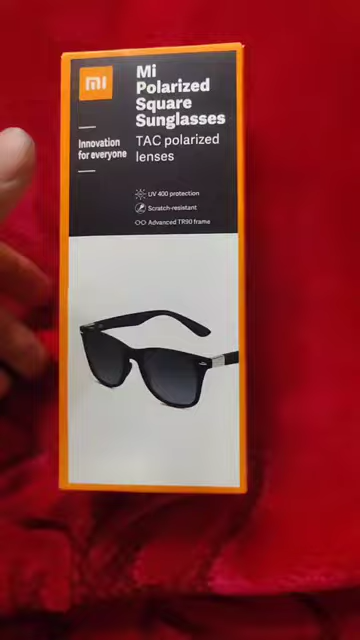 mi
Mi
Polarized
Square
Sunglasses
Innovation
for everyone
TAC polarized
lenses
UV 400 protection
Scratch-resistant
Advanced TR90 frame